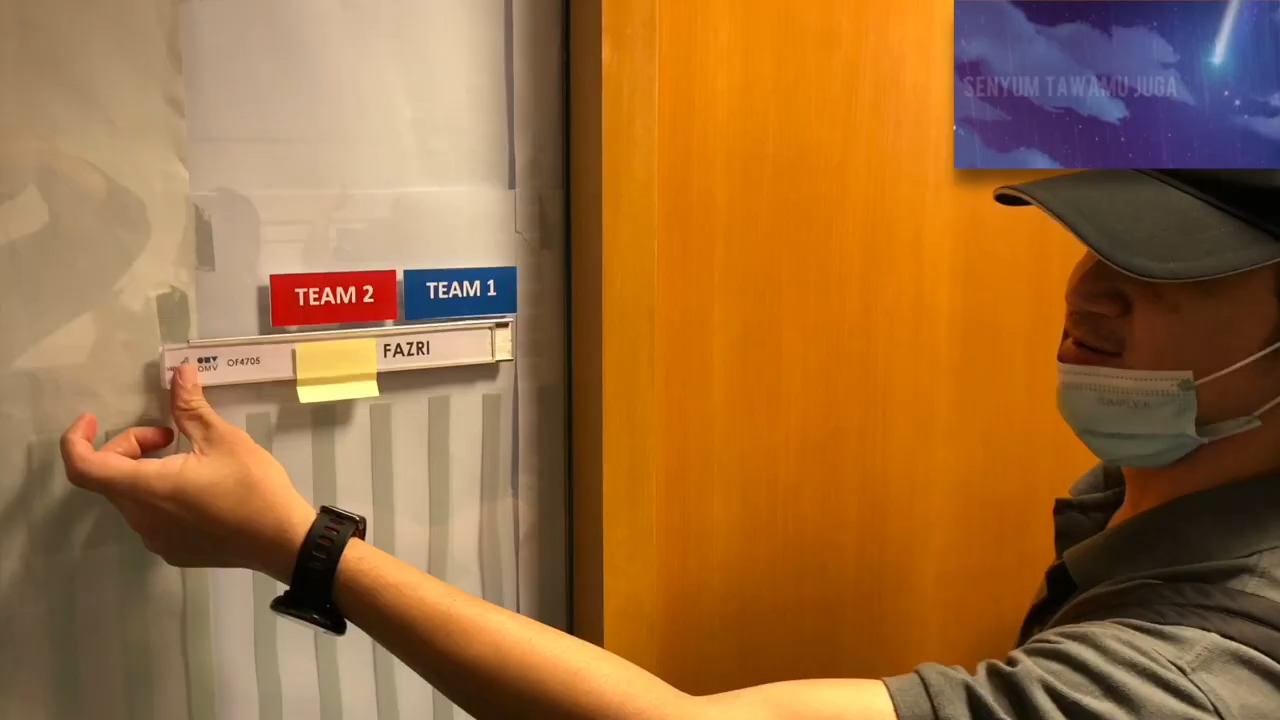 SENYUM TAWAMU JUGA
TEAM 2
TEAM 1
OMV
OF4705
FAZRI